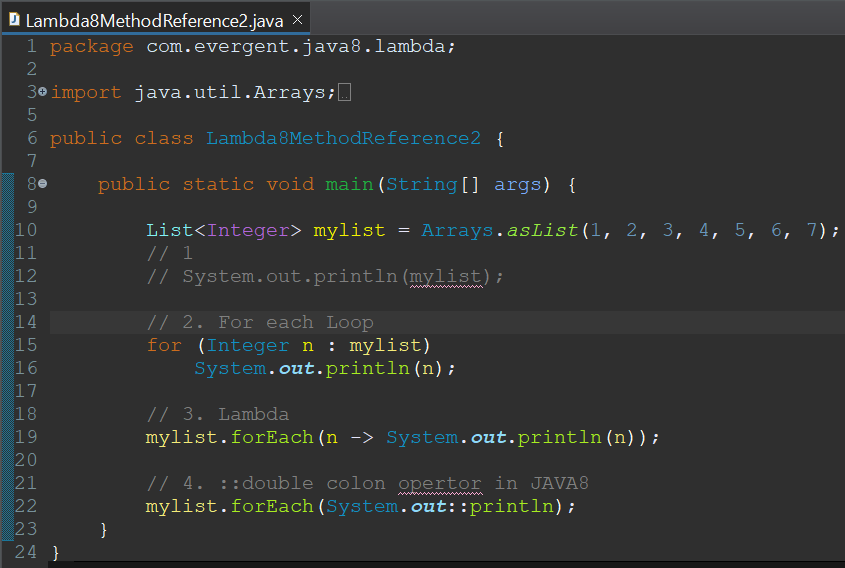 Lambda8MethodReference2.java
1 package com.evergent.java8.lambda;
2
3 import java.util.Arrays;
5
6 public class Lambda8MethodReference2 {
7
8     public static void main(String[] args) {
9
10         List<Integer> mylist = Arrays.asList(1, 2, 3, 4, 5, 6, 7);
11         // 1
12         // System.out.println(mylist);
13
14         // 2. For each Loop
15         for (Integer n : mylist)
16             System.out.println(n);
17
18         // 3. Lambda
19         mylist.forEach(n -> System.out.println(n));
20
21         // 4. ::double colon opertor in JAVA8
22         mylist.forEach(System.out::println);
23     }
24 }